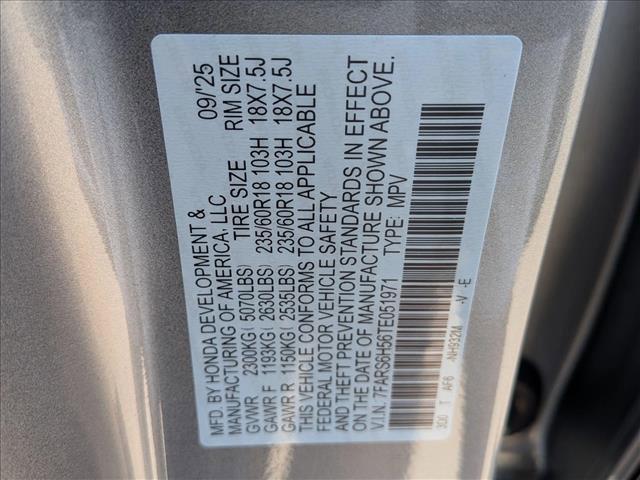 MFD. BY HONDA DEVELOPMENT & 09/'25
MANUFACTURING OF AMERICA, LLC
TIRE SIZE RIM SIZE
GVWR 2300KG (5070LBS)
GAWR F 1193KG (2630LBS) 235/60R18 103H 18X7.5J
GAWR R 1150KG (2535LBS) 235/60R18 103H 18X7.5J
THIS VEHICLE CONFORMS TO ALL APPLICABLE
FEDERAL MOTOR VEHICLE SAFETY
AND THEFT PREVENTION STANDARDS IN EFFECT
ON THE DATE OF MANUFACTURE SHOWN ABOVE.
V.I.N. 7FARS6H56TE051971 TYPE: MPV
3G0 T AF6 -NH932M -V -E